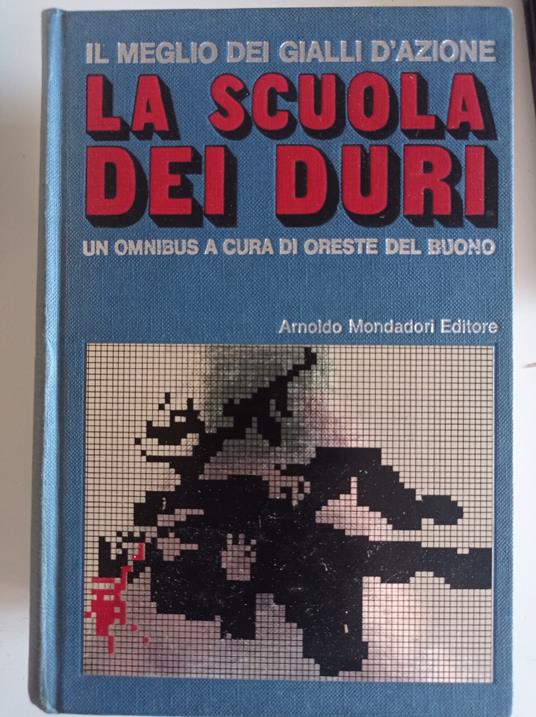 IL MEGLIO DEI GIALLI D'AZIONE
LA SCUOLA
DEI DURI
UN OMNIBUS A CURA DI ORESTE DEL BUONO
Arnoldo Mondadori Editore